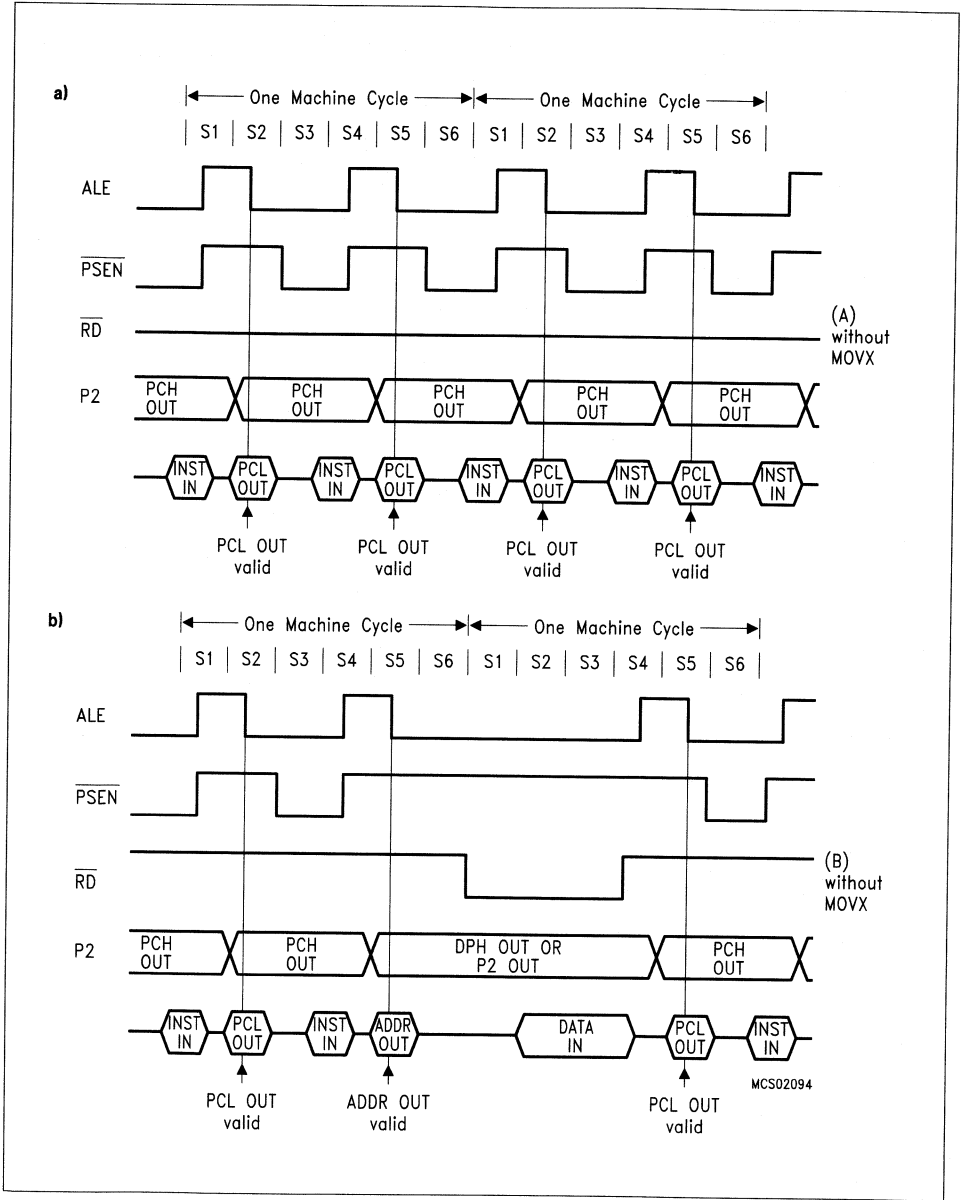 a)
One Machine Cycle One Machine Cycle
S1 S2 S3 S4 S5 S6 S1 S2 S3 S4 S5 S6
ALE
PSEN
RD
(A)
without
MOVX
P2
PCH OUT PCH OUT PCH OUT PCH OUT PCH OUT
INST IN PCL OUT INST IN PCL OUT INST IN PCL OUT INST IN PCL OUT INST IN
PCL OUT valid PCL OUT valid PCL OUT valid PCL OUT valid
b)
One Machine Cycle One Machine Cycle
S1 S2 S3 S4 S5 S6 S1 S2 S3 S4 S5 S6
ALE
PSEN
RD
(B)
without
MOVX
P2
PCH OUT PCH OUT DPH OUT OR P2 OUT PCH OUT
INST IN PCL OUT INST IN ADDR OUT DATA IN PCL OUT INST IN
MCS02094
PCL OUT valid ADDR OUT valid PCL OUT valid